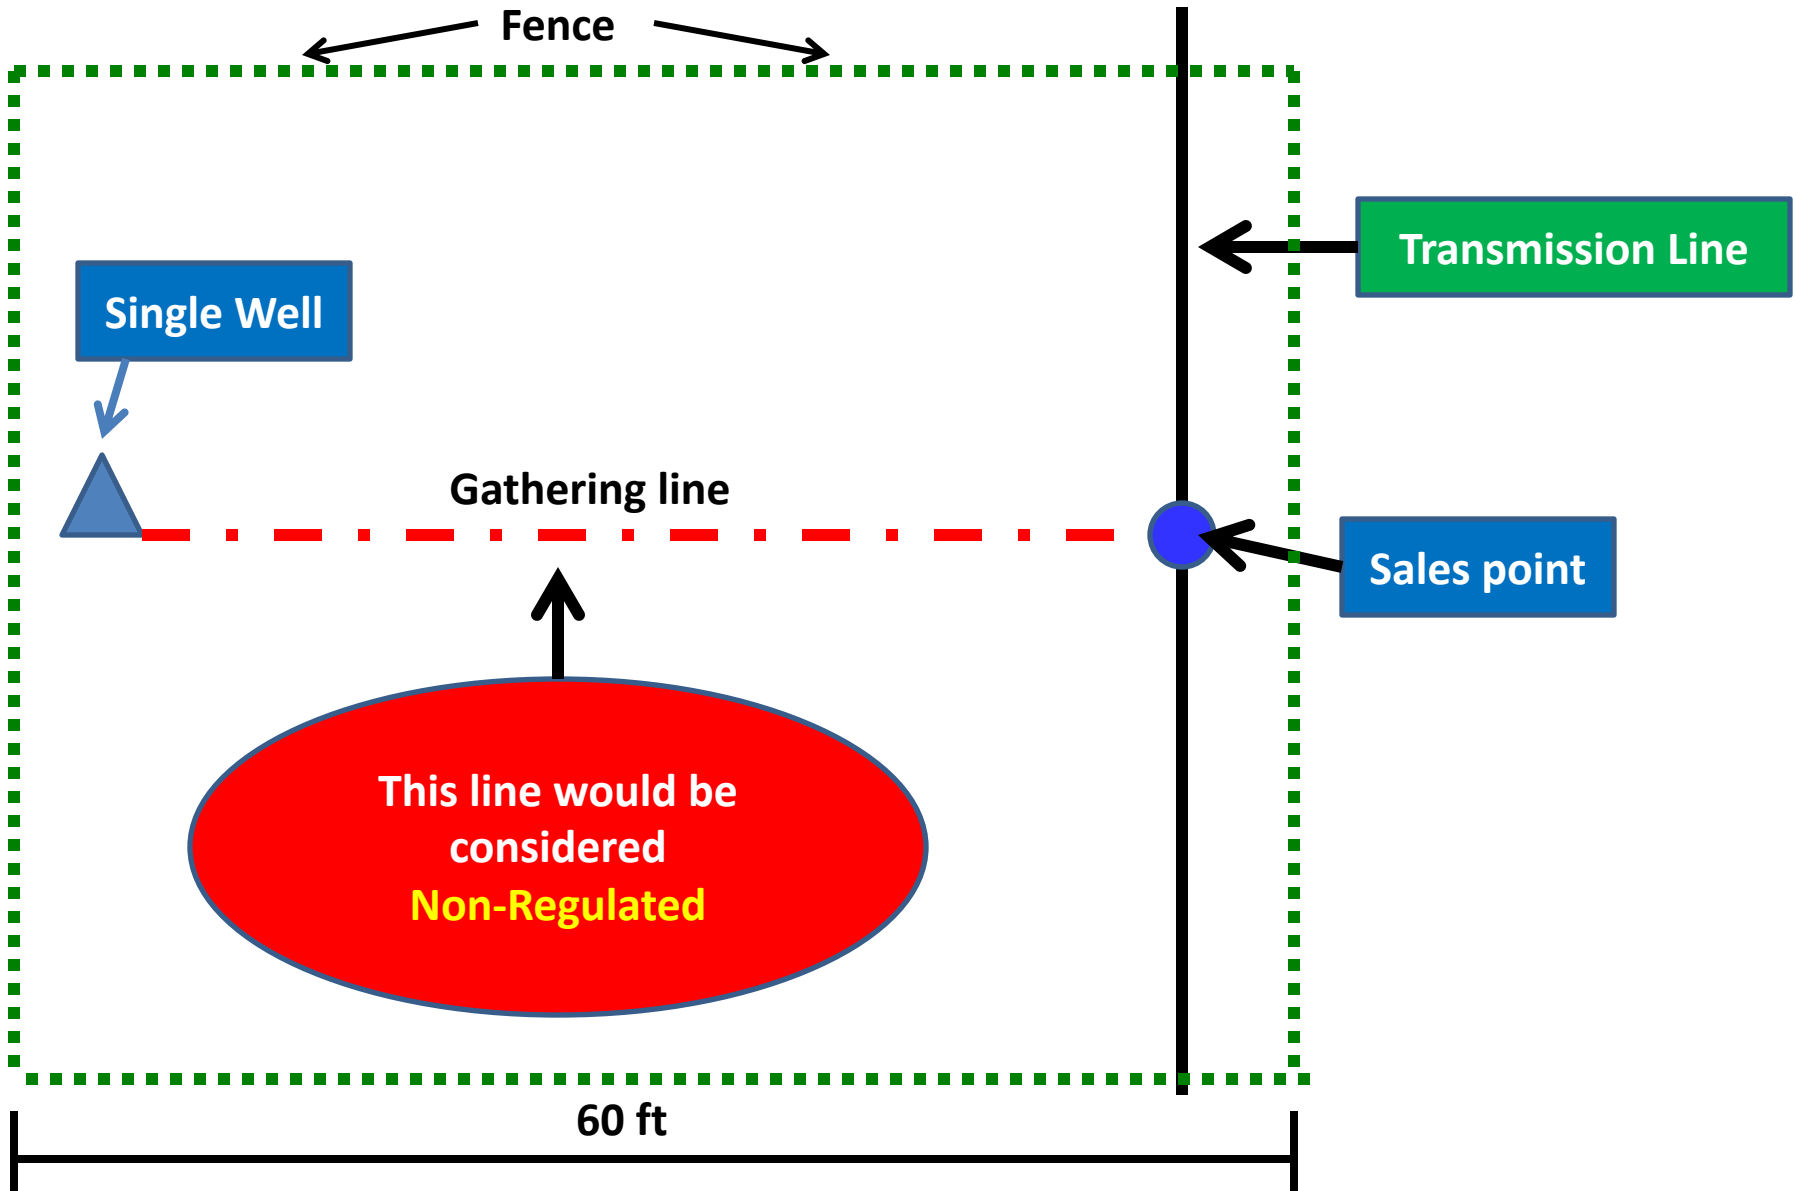 Fence
Transmission Line
Single Well
Gathering line
Sales point
This line would be
considered
Non-Regulated
60 ft